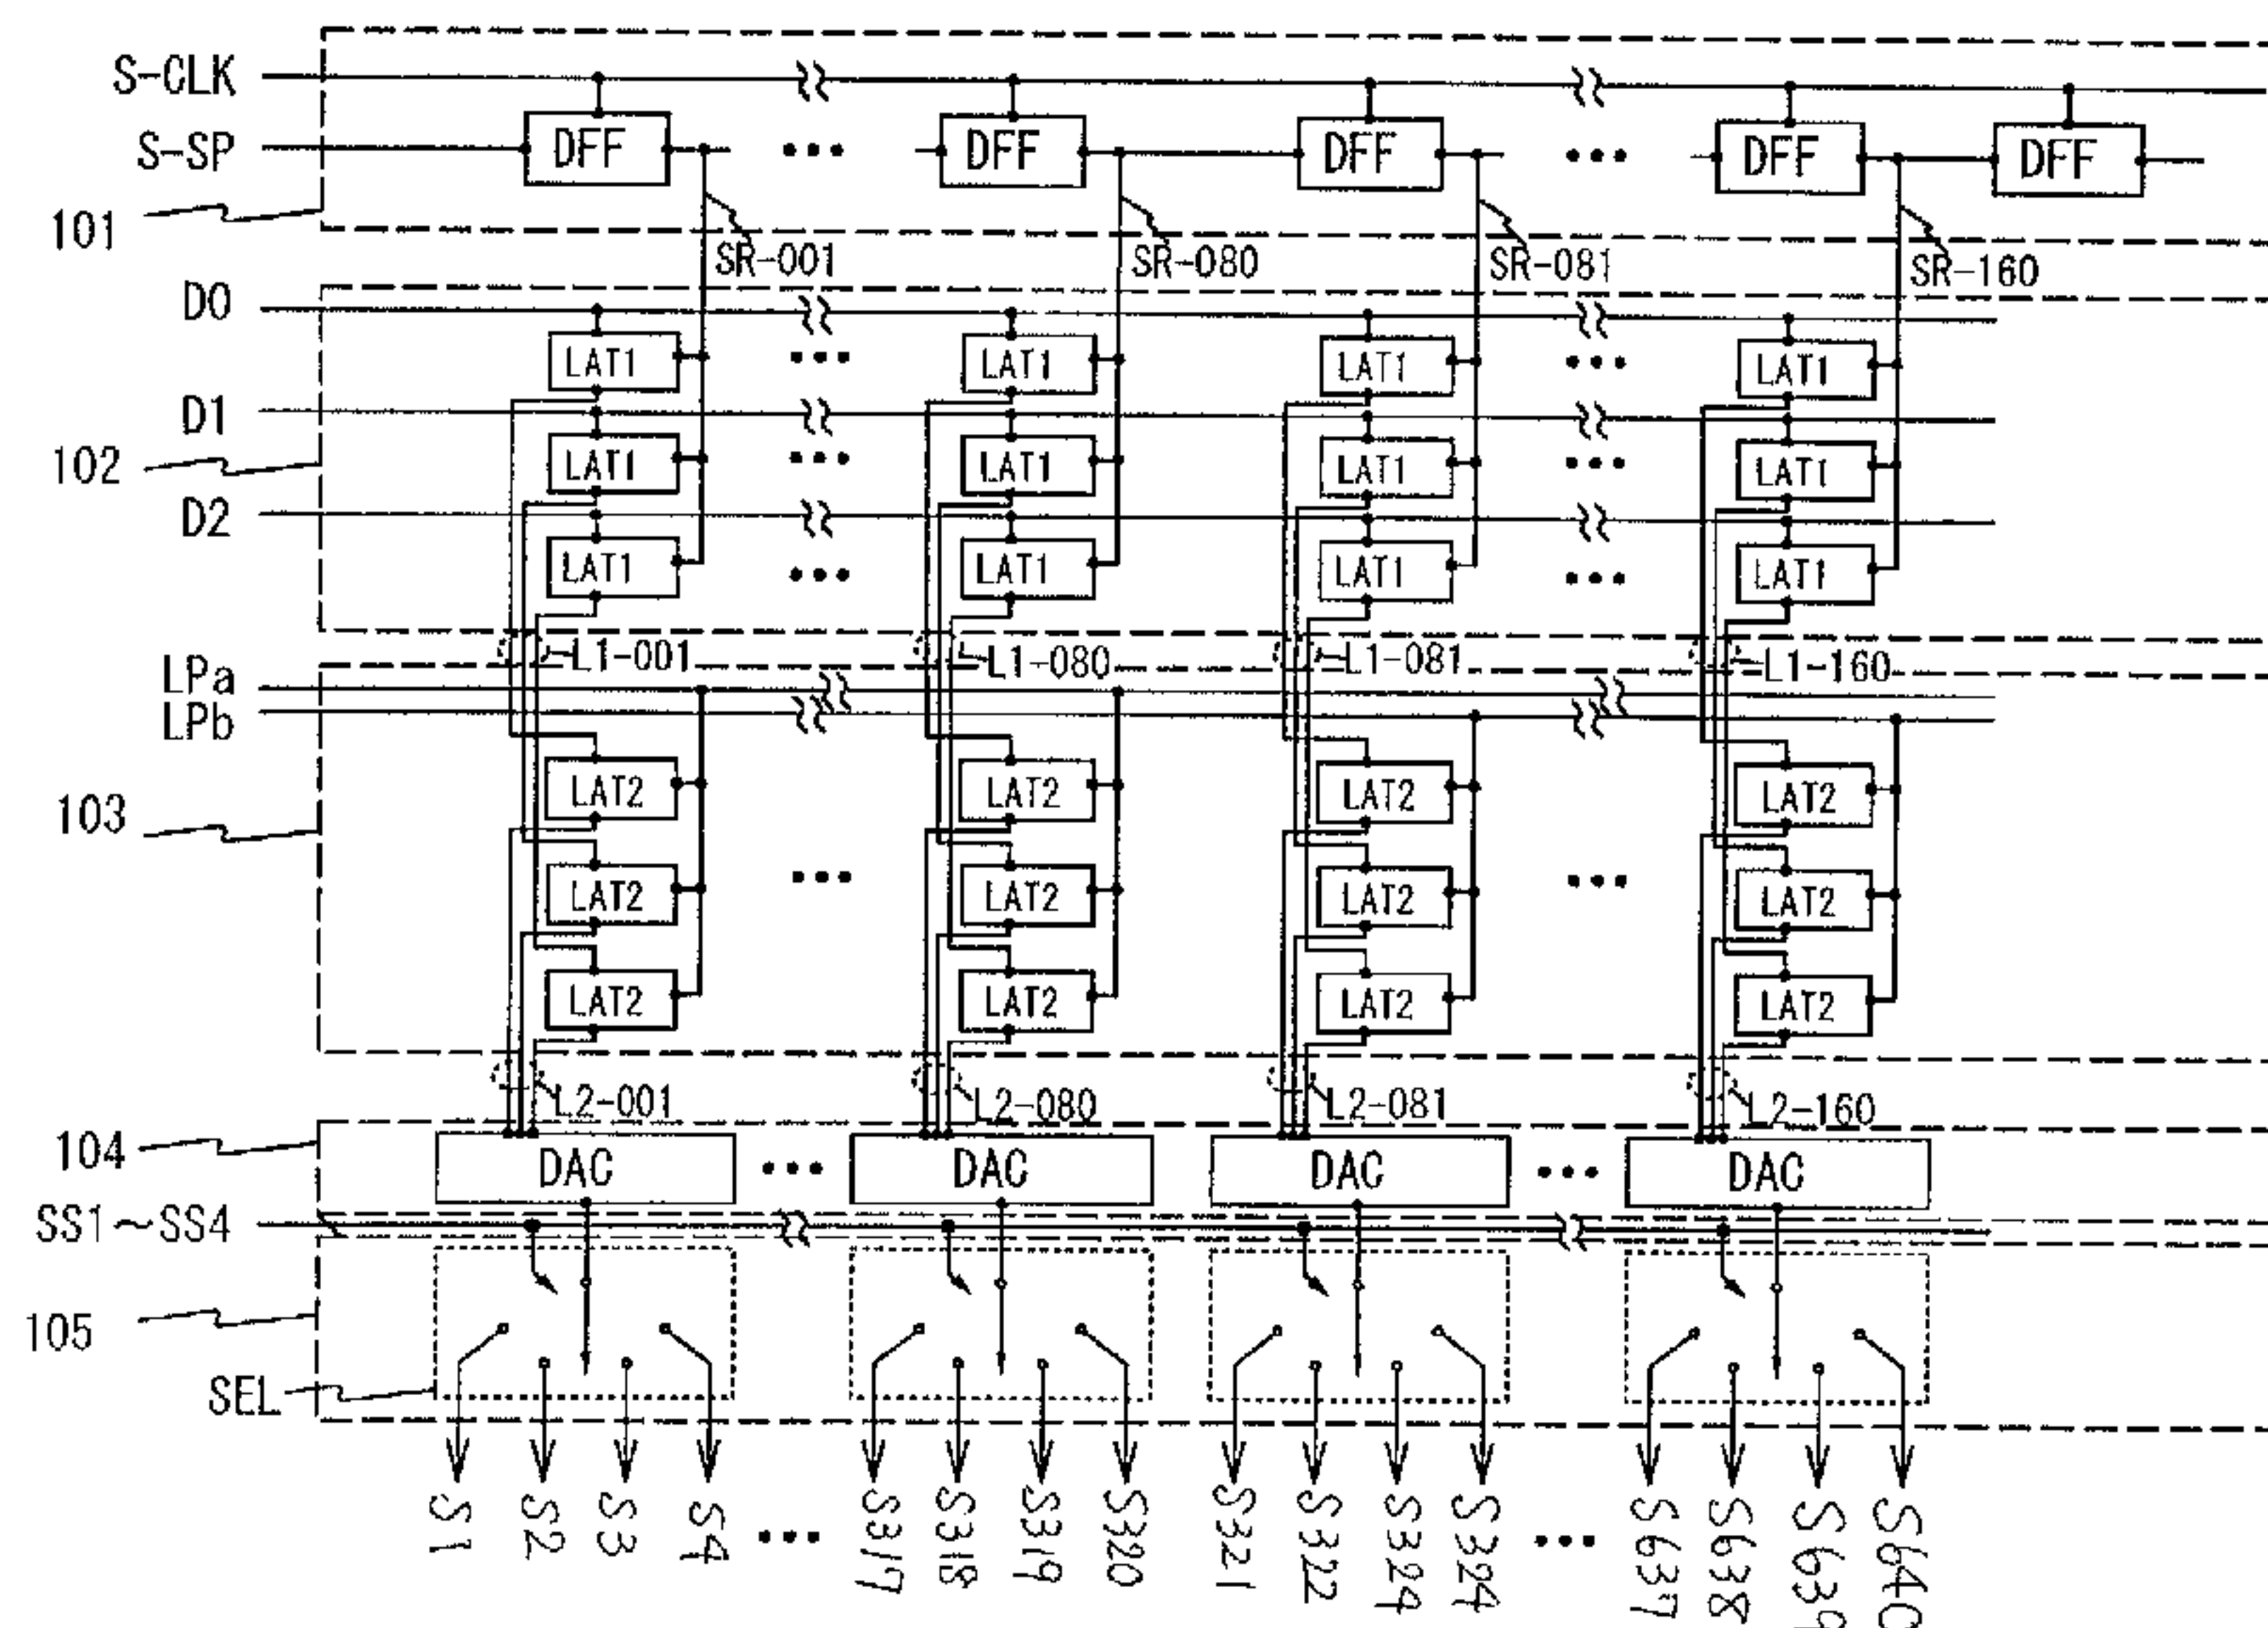 S-CLK
S-SP
DFF ••• DFF DFF ••• DFF DFF
101
SR-001 SR-080 SR-081 SR-160
D0
LAT1 ••• LAT1 LAT1 ••• LAT1
D1
102
LAT1 ••• LAT1 LAT1 ••• LAT1
D2
LAT1 ••• LAT1 LAT1 ••• LAT1
L1-001 L1-080 L1-081 L1-160
LPa
LPb
103
LAT2 LAT2 LAT2 LAT2
LAT2 ••• LAT2 LAT2 ••• LAT2
LAT2 LAT2 LAT2 LAT2
L2-001 L2-080 L2-081 L2-160
104
DAC ••• DAC DAC ••• DAC
SS1～SS4
105
SEL
S1 S2 S3 S4 ••• S317 S318 S319 S320 S321 S322 S324 S324 ••• S637 S638 S639 S640